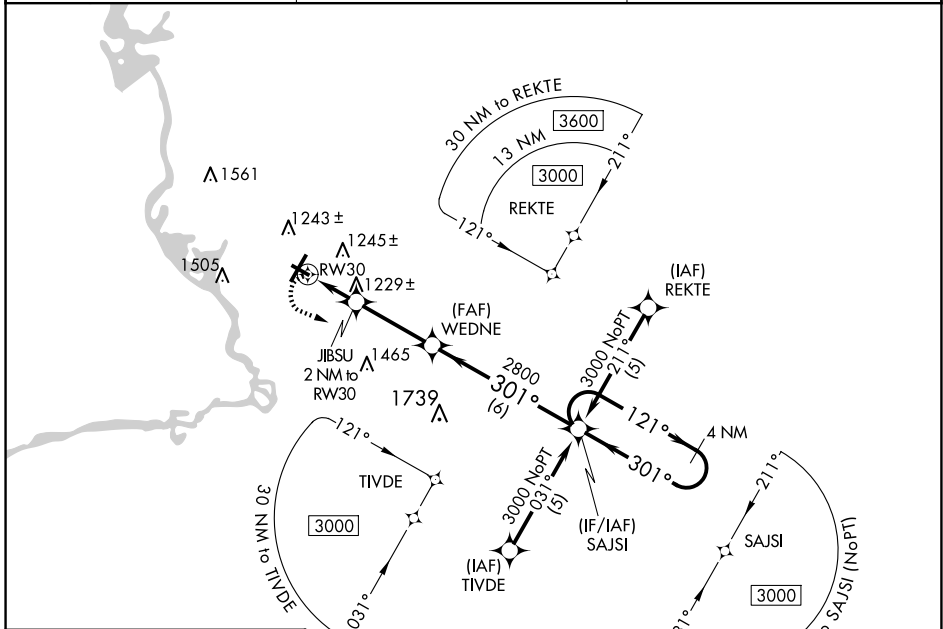 30 NM to REKTE
3600
13 NM
211°
3000
REKTE
121°
1561
1243 ±
1245 ±
1505
RW30
1229 ±
(IAF)
REKTE
(FAF)
WEDNE
3000 NoPT
211°
(5)
JIBSU
2 NM to
RW30
1465
2800
301°
(6)
1739
121°
4 NM
301°
121°
TIVDE
3000 NoPT
031°
(5)
(IF/IAF)
SAJSI
211°
30 NM to TIVDE
3000
SAJSI
(IAF)
TIVDE
3000
SAJSI (NoPT)
031°